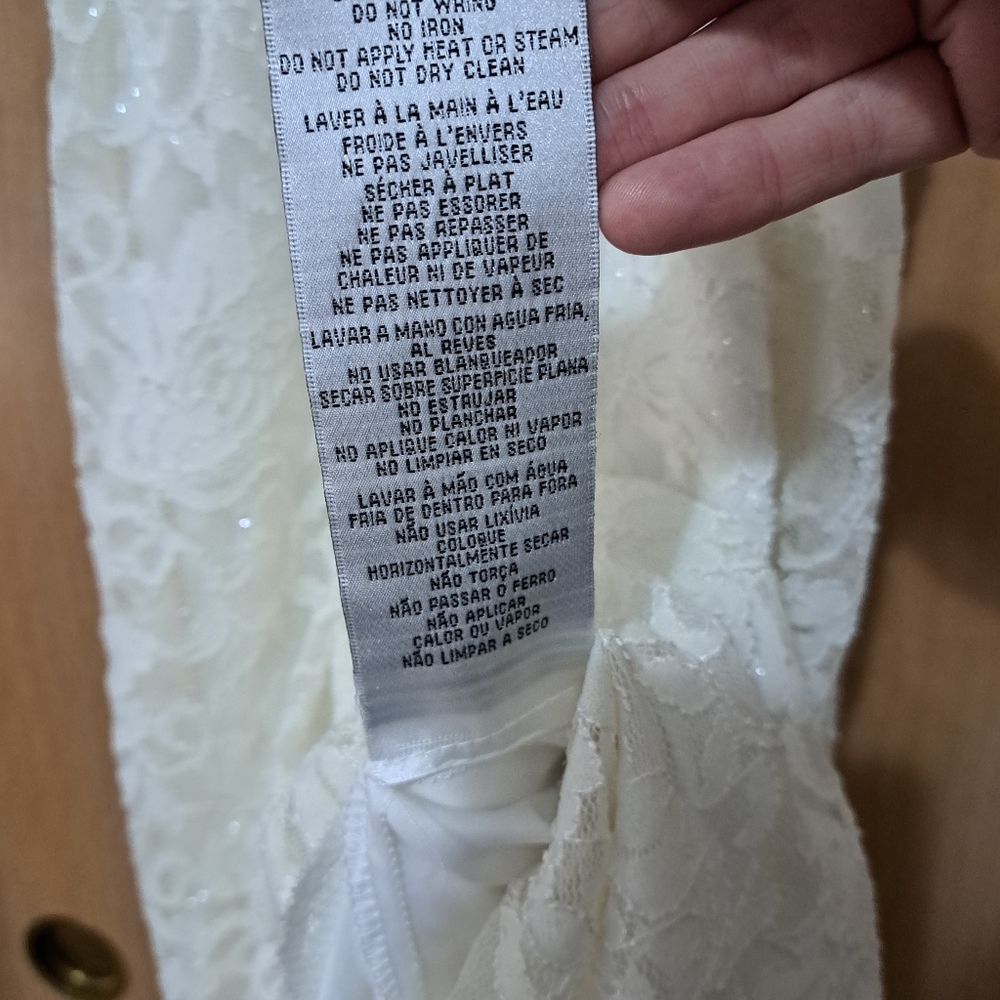 DO NOT WRING
NO IRON
DO NOT APPLY HEAT OR STEAM
DO NOT DRY CLEAN
LAVER À LA MAIN À L'EAU
FROIDE À L'ENVERS
NE PAS JAVELLISER
SÉCHER À PLAT
NE PAS ESSORER
NE PAS REPASSER
NE PAS APPLIQUER DE
CHALEUR NI DE VAPEUR
NE PAS NETTOYER À SEC
LAVAR A MANO CON AGUA FRIA,
AL REVES
NO USAR BLANQUEADOR
SECAR SOBRE SUPERFICIE PLANA
NO ESTRUJAR
NO PLANCHAR
NO APLIQUE CALOR NI VAPOR
NO LIMPIAR EN SECO
LAVAR À MÃO COM ÁGUA
FRIA DE DENTRO PARA FORA
NÃO USAR LIXÍVIA
COLOQUE
HORIZONTALMENTE SECAR
NÃO TORÇA
NÃO PASSAR O FERRO
NÃO APLICAR
CALOR OU VAPOR
NÃO LIMPAR A SECO